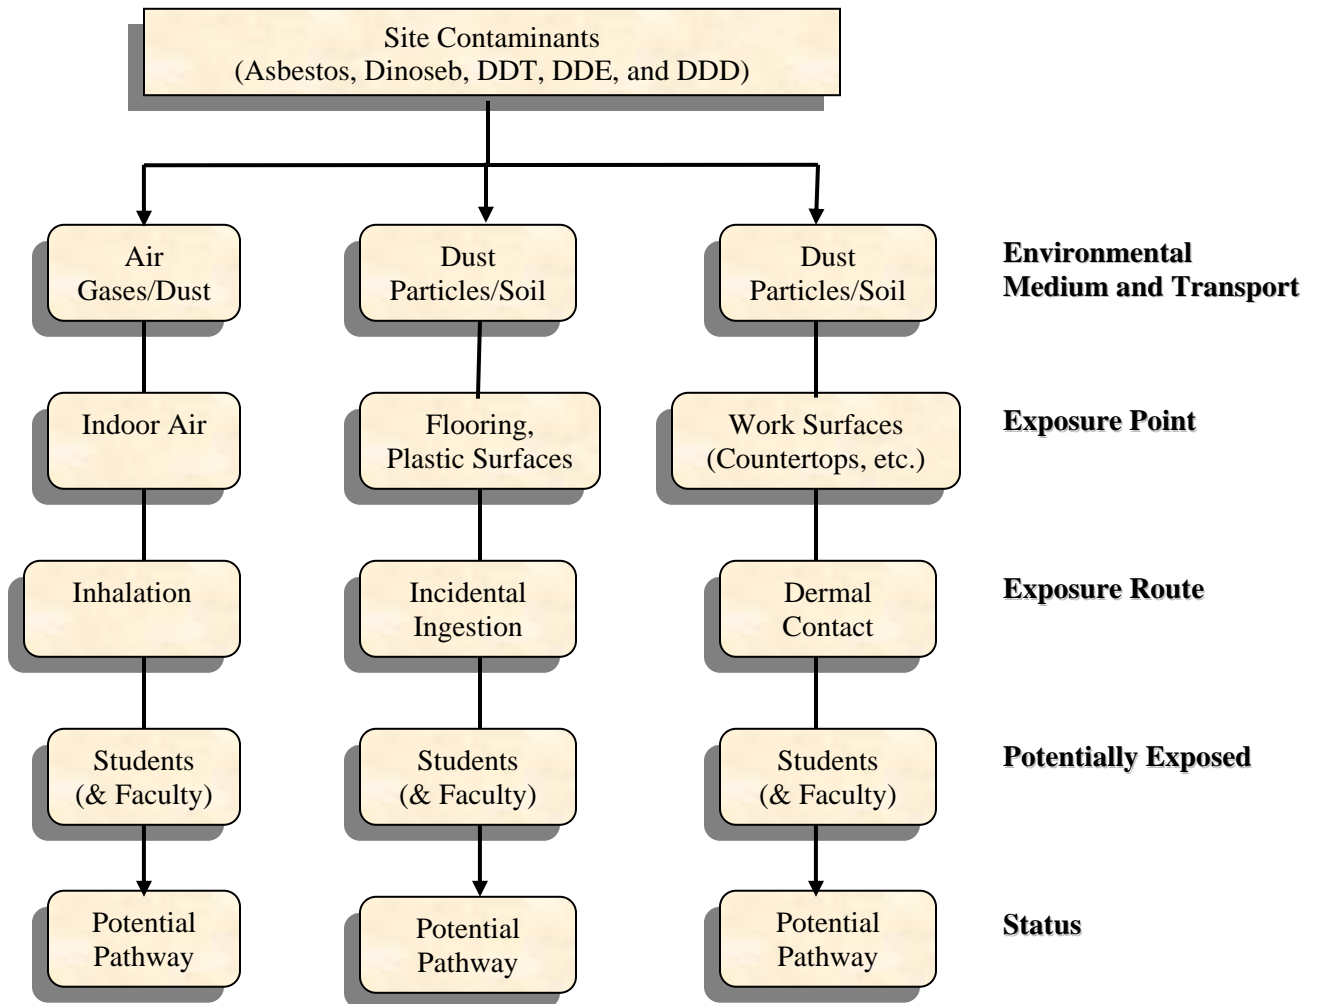 Site Contaminants
(Asbestos, Dinoseb, DDT, DDE, and DDD)
Air
Gases/Dust
Dust
Particles/Soil
Dust
Particles/Soil
Environmental
Medium and Transport
Indoor Air
Flooring,
Plastic Surfaces
Work Surfaces
(Countertops, etc.)
Exposure Point
Inhalation
Incidental
Ingestion
Dermal
Contact
Exposure Route
Students
(& Faculty)
Students
(& Faculty)
Students
(& Faculty)
Potentially Exposed
Potential
Pathway
Potential
Pathway
Potential
Pathway
Status